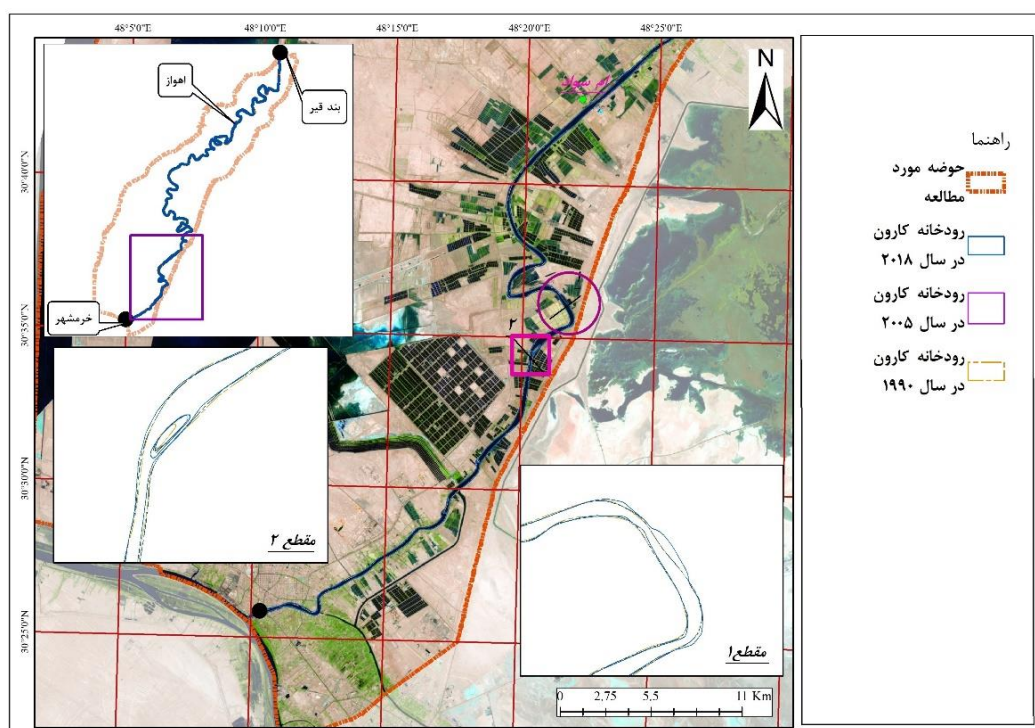 48°5'0"E
48°10'0"E
48°15'0"E
48°20'0"E
48°25'0"E
30°40'0"N
30°35'0"N
30°30'0"N
30°25'0"N
اهواز
بند قیر
خرمشهر
N
۲
مقطع ۲
مقطع۱
0 2,75 5,5 11 Km
راهنما
حوضه مورد
مطالعه
رودخانه کارون
در سال ۲۰۱۸
رودخانه کارون
در سال ۲۰۰۵
رودخانه کارون
در سال ۱۹۹۰